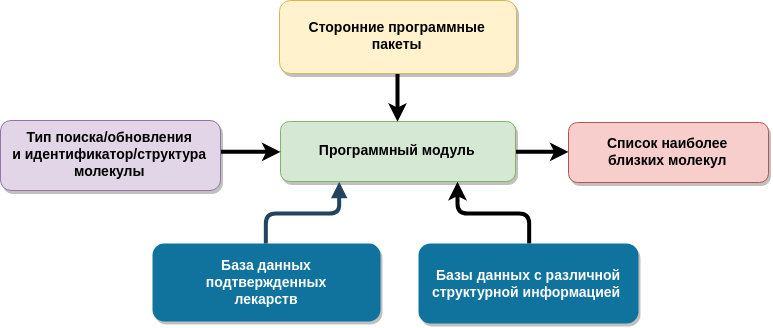 Сторонние программные
пакеты
Тип поиска/обновления
и идентификатор/структура
молекулы
Программный модуль
Список наиболее
близких молекул
База данных
подтвержденных
лекарств
Базы данных с различной
структурной информацией